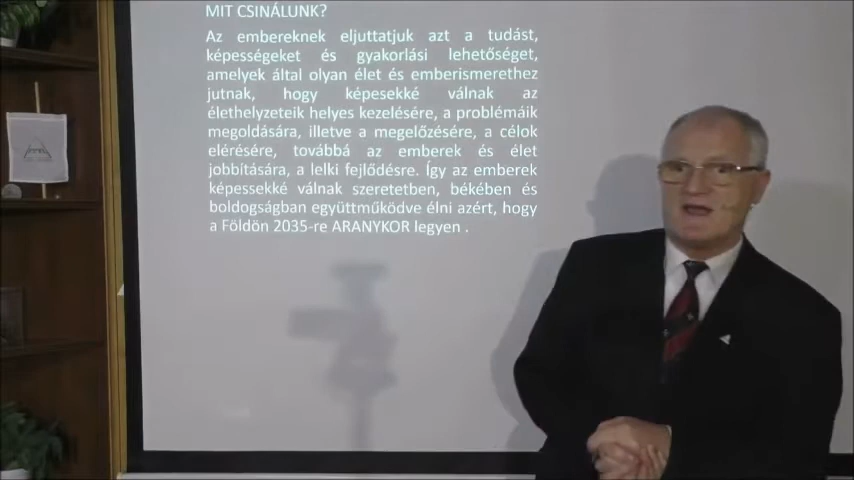 MIT CSINÁLUNK?
Az embereknek eljuttatjuk azt a tudást,
képességeket és gyakorlási lehetőséget,
amelyek által olyan élet és emberismerethez
jutnak, hogy képesekké válnak az
élethelyzeteik helyes kezelésére, a problémáik
megoldására, illetve a megelőzésére, a célok
elérésére, továbbá az emberek és élet
jobbítására, a lelki fejlődésre. Így az emberek
képessekké válnak szeretetben, békében és
boldogságban együttműködve élni azért, hogy
a Földön 2035-re ARANYKOR legyen .